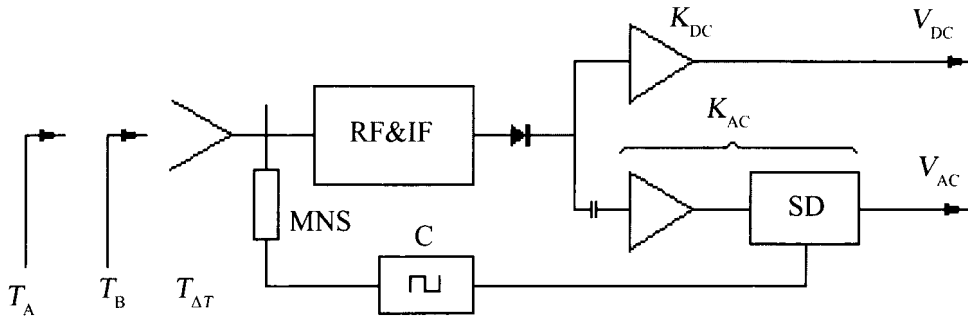 K_DC
V_DC
RF&IF
K_AC
V_AC
MNS
SD
C
T_A
T_B
T_ΔT